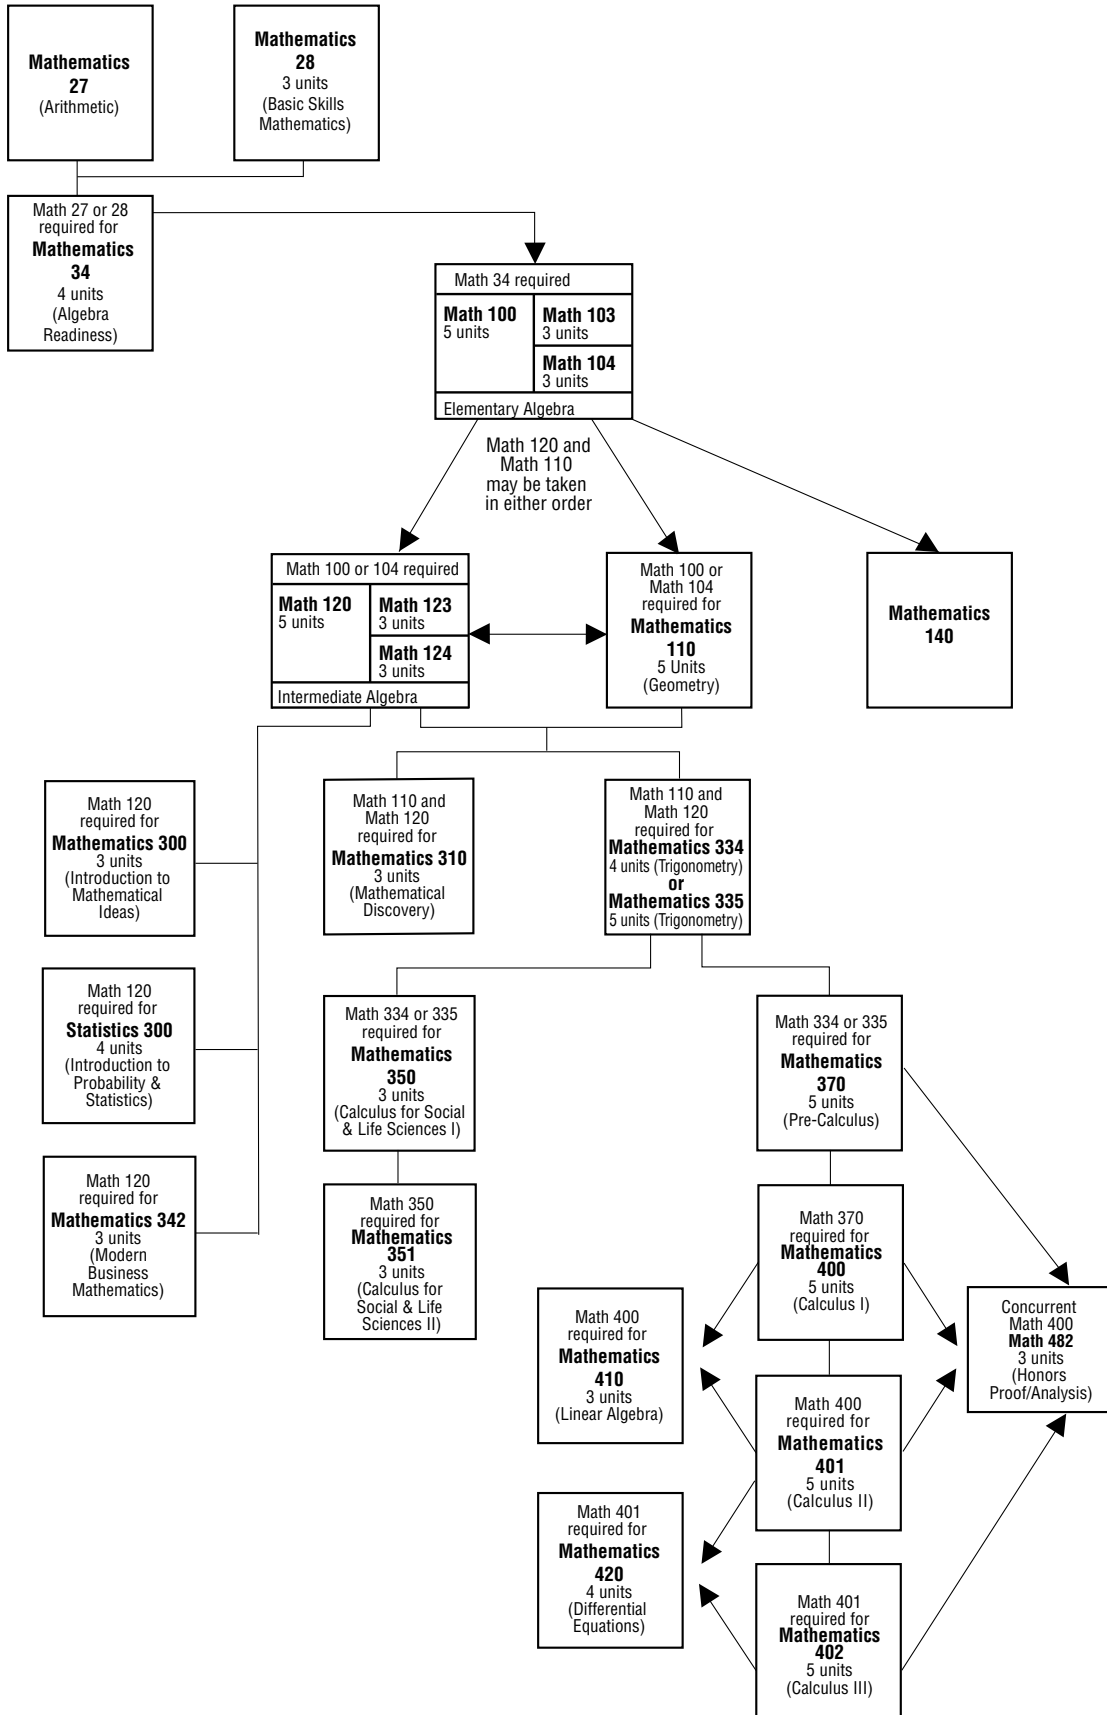 Mathematics
27
(Arithmetic)
Mathematics
28
3 units
(Basic Skills
Mathematics)
Math 27 or 28
required for
Mathematics
34
4 units
(Algebra
Readiness)
Math 34 required
Math 100
5 units
Math 103
3 units
Math 104
3 units
Elementary Algebra
Math 120 and
Math 110
may be taken
in either order
Math 100 or 104 required
Math 120
5 units
Math 123
3 units
Math 124
3 units
Intermediate Algebra
Math 100 or
Math 104
required for
Mathematics
110
5 Units
(Geometry)
Mathematics
140
Math 120
required for
Mathematics 300
3 units
(Introduction to
Mathematical
Ideas)
Math 110 and
Math 120
required for
Mathematics 310
3 units
(Mathematical
Discovery)
Math 110 and
Math 120
required for
Mathematics 334
4 units (Trigonometry)
or
Mathematics 335
5 units (Trigonometry)
Math 120
required for
Statistics 300
4 units
(Introduction to
Probability &
Statistics)
Math 334 or 335
required for
Mathematics
350
3 units
(Calculus for Social
& Life Sciences I)
Math 334 or 335
required for
Mathematics
370
5 units
(Pre-Calculus)
Math 120
required for
Mathematics 342
3 units
(Modern
Business
Mathematics)
Math 350
required for
Mathematics
351
3 units
(Calculus for
Social & Life
Sciences II)
Math 370
required for
Mathematics
400
5 units
(Calculus I)
Math 400
required for
Mathematics
410
3 units
(Linear Algebra)
Concurrent
Math 400
Math 482
3 units
(Honors
Proof/Analysis)
Math 400
required for
Mathematics
401
5 units
(Calculus II)
Math 401
required for
Mathematics
420
4 units
(Differential
Equations)
Math 401
required for
Mathematics
402
5 units
(Calculus III)